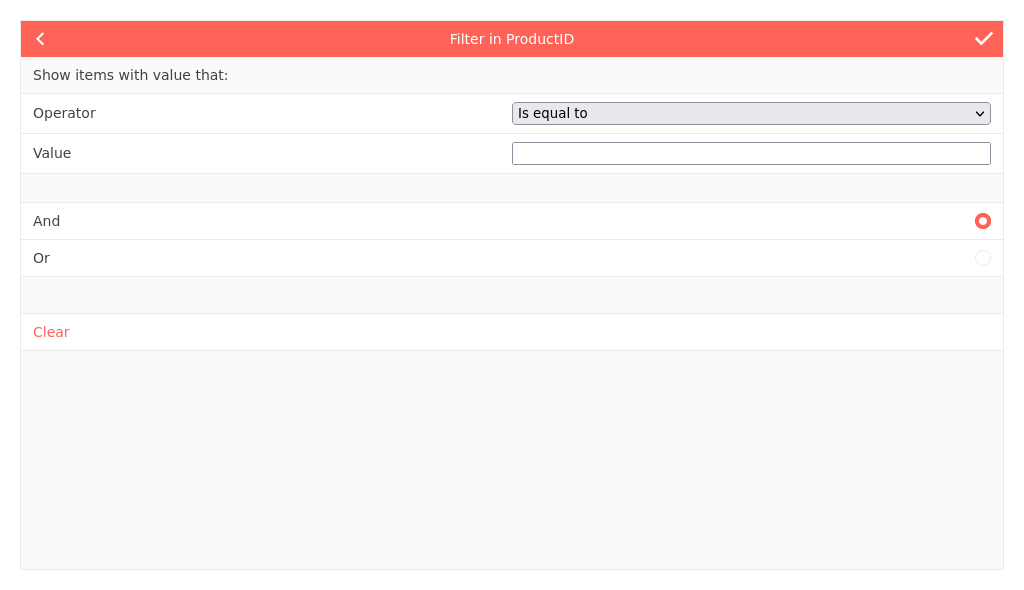 Filter in ProductID
Show items with value that:
Operator
Is equal to
Value
And
Or
Clear